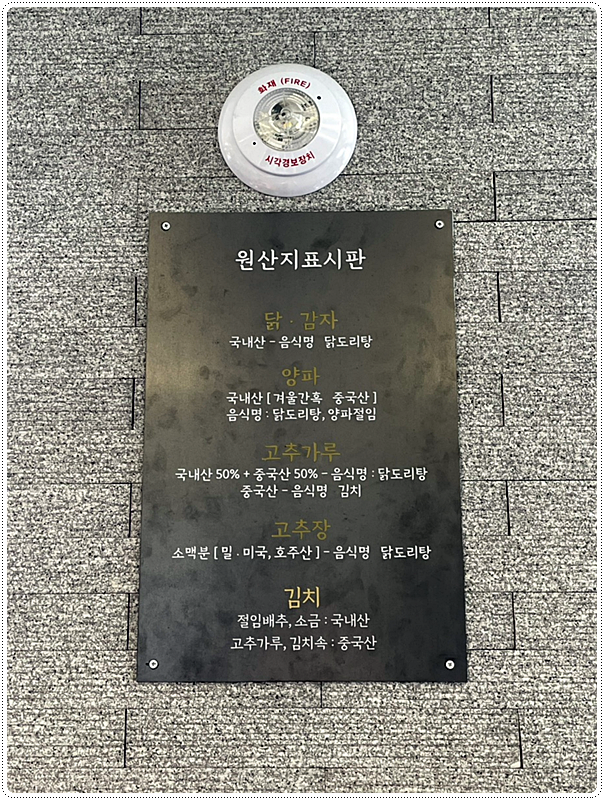 화재 (FIRE)
시각경보장치
원산지표시판
닭 · 감자
국내산 - 음식명 닭도리탕
양파
국내산 [ 겨울간혹 중국산 ]
음식명 : 닭도리탕, 양파절임
고추가루
국내산 50% + 중국산 50% - 음식명 : 닭도리탕
중국산 - 음식명 김치
고추장
소맥분 [ 밀 · 미국, 호주산 ] - 음식명 닭도리탕
김치
절임배추, 소금 : 국내산
고추가루, 김치속 : 중국산